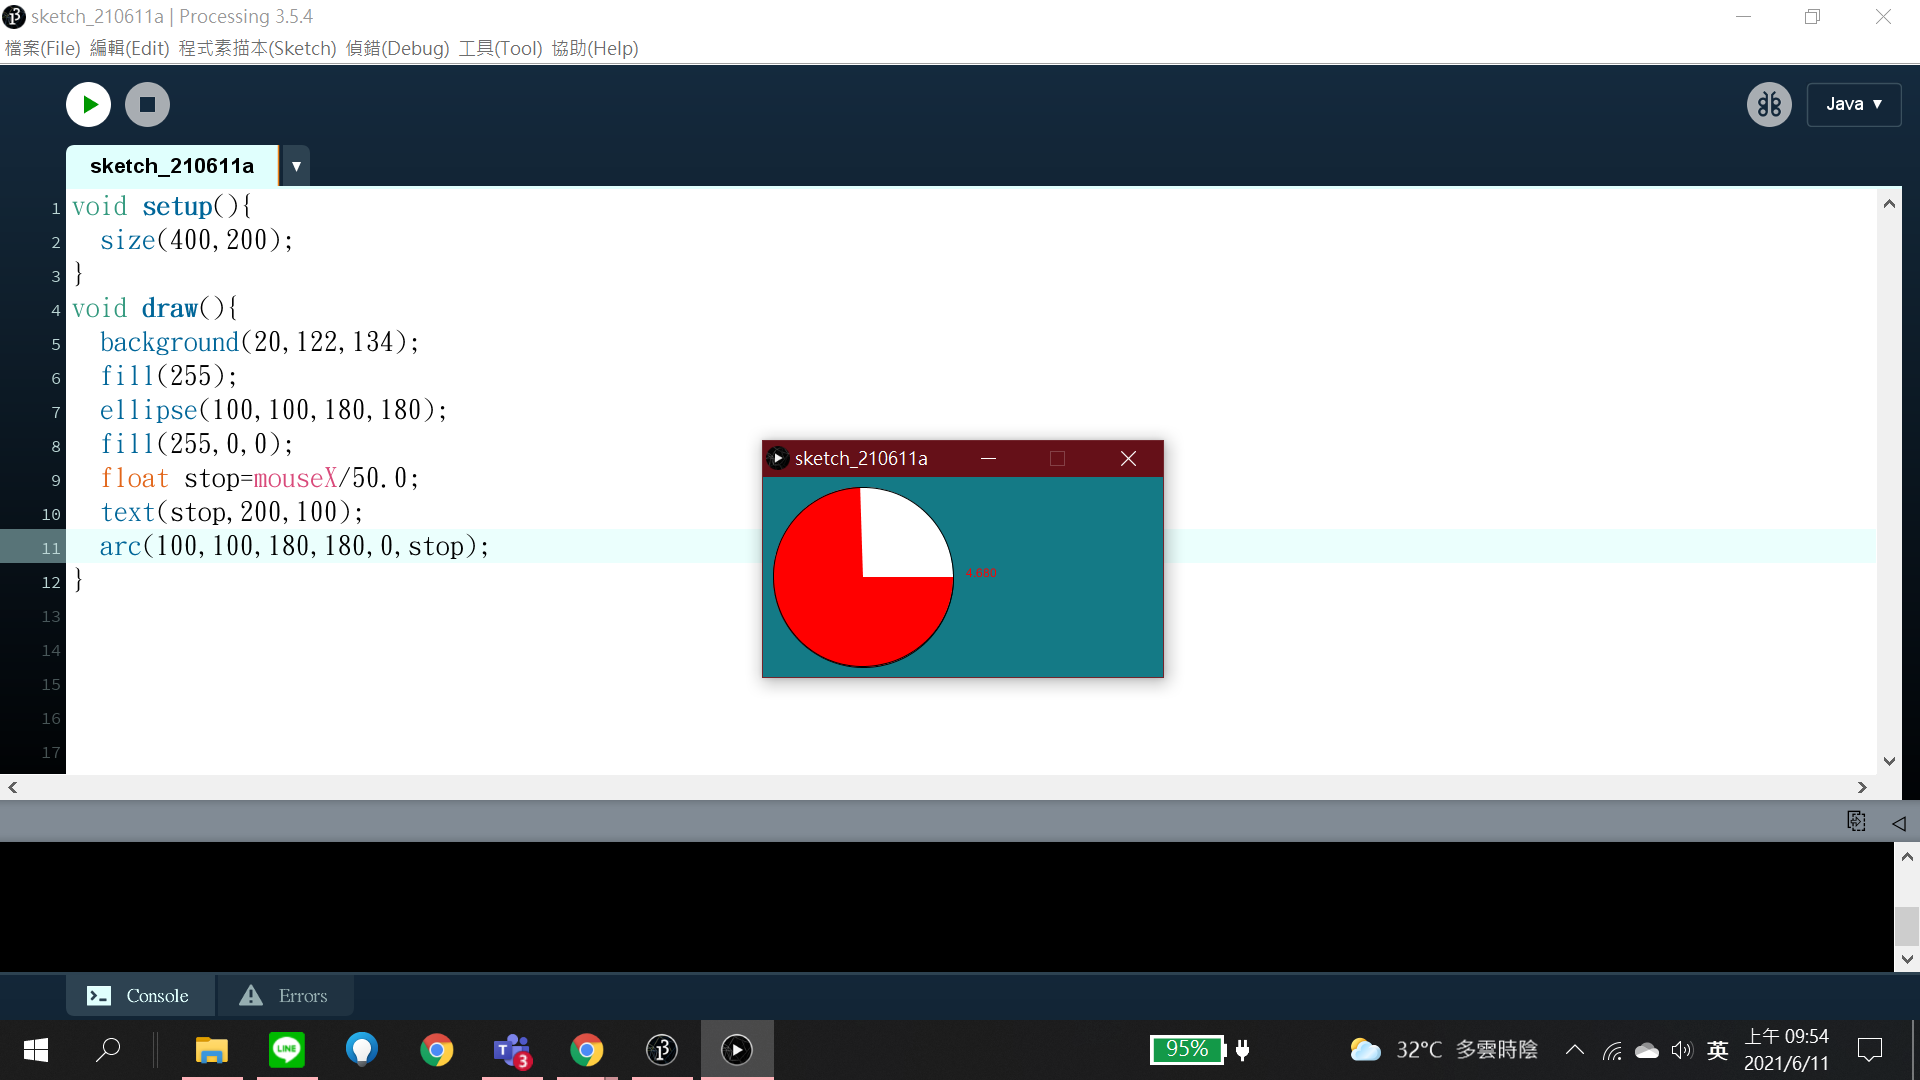 sketch_210611a | Processing 3.5.4
檔案(File) 編輯(Edit) 程式素描本(Sketch) 偵錯(Debug) 工具(Tool) 協助(Help)
Java ▼
sketch_210611a ▼
1 void setup(){
2 size(400,200);
3 }
4 void draw(){
5 background(20,122,134);
6 fill(255);
7 ellipse(100,100,180,180);
8 fill(255,0,0);
9 float stop=mouseX/50.0;
10 text(stop,200,100);
11 arc(100,100,180,180,0,stop);
12 }
13
14
15
16
17
sketch_210611a
4.680
Console
Errors
LINE
T 3
95%
32°C 多雲時陰
英
上午 09:54
2021/6/11